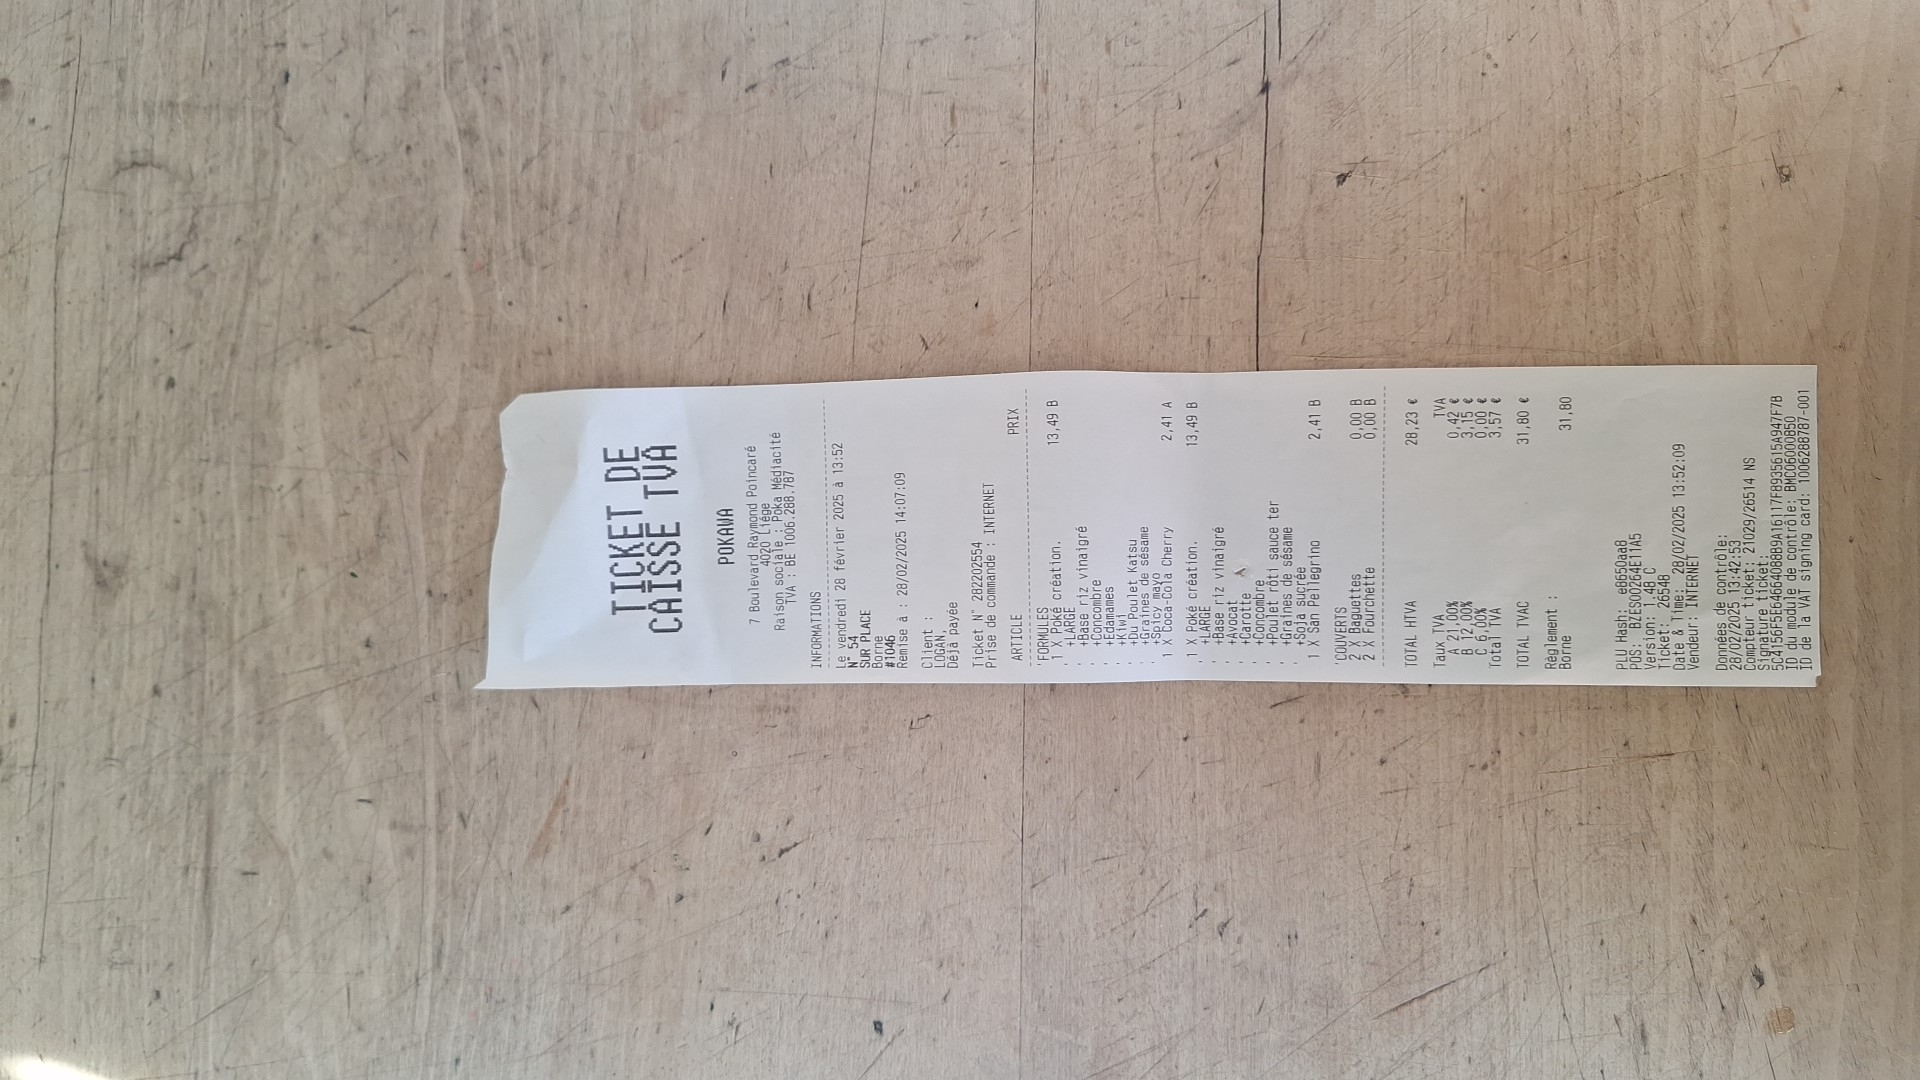 TICKET DE
CAISSE TVA
POKAWA
7 Boulevard Raymond Poincaré
4020 Liège
Raison sociale : Poka Médiacité
TVA : BE 1006.288.787
INFORMATIONS
Le vendredi 28 février 2025 à 13:52
N° 54
SUR PLACE
Borne
#1046
Remise à : 28/02/2025 14:07:09
Client :
LOGAN,
Déjà payée
Ticket N° 282202554
Prise de commande : INTERNET
ARTICLE PRIX
'FORMULES
1 X Poké création. 13,49 B
. +LARGE
. +Base riz vinaigré
. +Concombre
. +Edamames
. +Kiwi
. +Du Poulet Katsu
. +Graines de sésame
. +Spicy mayo
1 X Coca-Cola Cherry 2,41 A
1 X Poké création. 13,49 B
. +LARGE
. +Base riz vinaigré
. +Avocat
. +Carotte
. +Concombre
. +Poulet rôti sauce ter
. +Graines de sésame
. +Soja sucrée
1 X San Pellegrino 2,41 B
'COUVERTS
2 X Baguettes 0,00 B
2 X Fourchette 0,00 B
TOTAL HTVA 28,23 €
Taux TVA TVA
A 21,00% 0,42 €
B 12,00% 3,15 €
C 6,00% 0,00 €
Total TVA 3,57 €
TOTAL TVAC 31,80 €
Règlement :
Borne 31,80
PLU Hash: e8650aa8
POS: BZES00264E11A5
Version: 1.48 C
Ticket: 26548
Date & Time: 28/02/2025 13:52:09
Vendeur: INTERNET
Données de contrôle:
28/02/2025 13:42:53
Compteur ticket: 21029/26514 NS
Signature ticket:
ID du module de contrôle: BMC06000850
ID de la VAT signing card: 1006288787-001